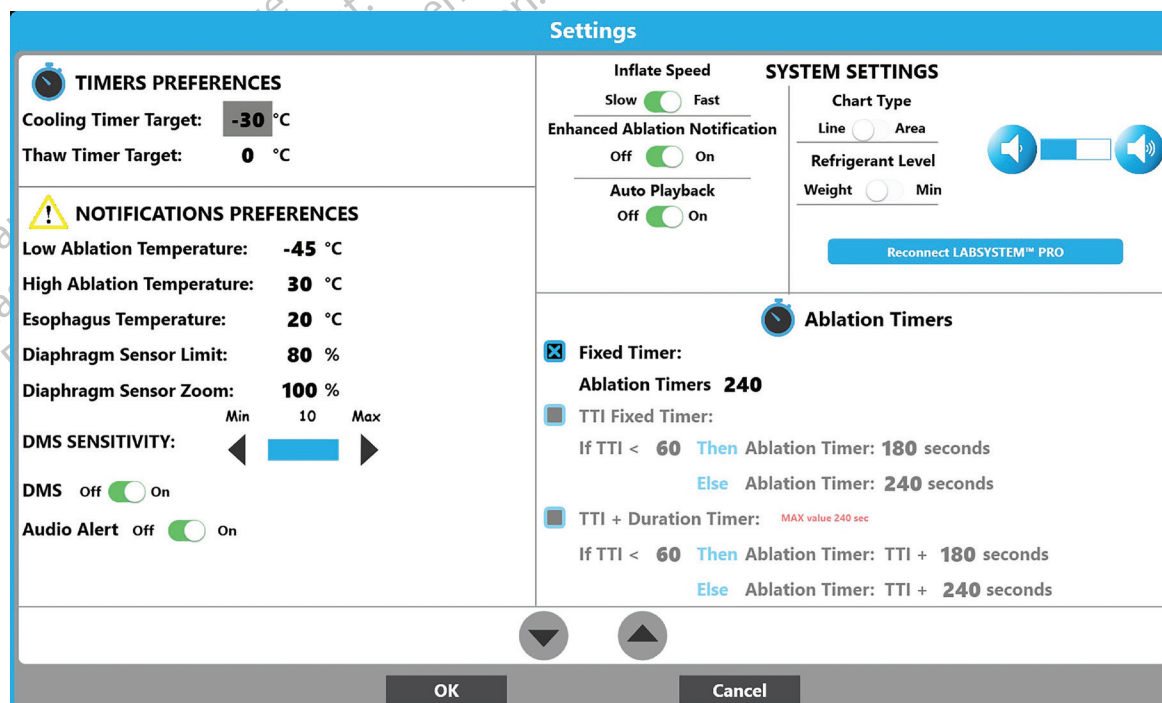 Settings
TIMERS PREFERENCES
Cooling Timer Target: -30 °C
Thaw Timer Target: 0 °C
NOTIFICATIONS PREFERENCES
Low Ablation Temperature: -45 °C
High Ablation Temperature: 30 °C
Esophagus Temperature: 20 °C
Diaphragm Sensor Limit: 80 %
Diaphragm Sensor Zoom: 100 %
Min 10 Max
DMS SENSITIVITY:
DMS Off On
Audio Alert Off On
SYSTEM SETTINGS
Inflate Speed
Slow Fast
Enhanced Ablation Notification
Off On
Auto Playback
Off On
Chart Type
Line Area
Refrigerant Level
Weight Min
Reconnect LABSYSTEM™ PRO
Ablation Timers
Fixed Timer:
Ablation Timers 240
TTI Fixed Timer:
If TTI < 60 Then Ablation Timer: 180 seconds
Else Ablation Timer: 240 seconds
TTI + Duration Timer: MAX value 240 sec
If TTI < 60 Then Ablation Timer: TTI + 180 seconds
Else Ablation Timer: TTI + 240 seconds
OK Cancel